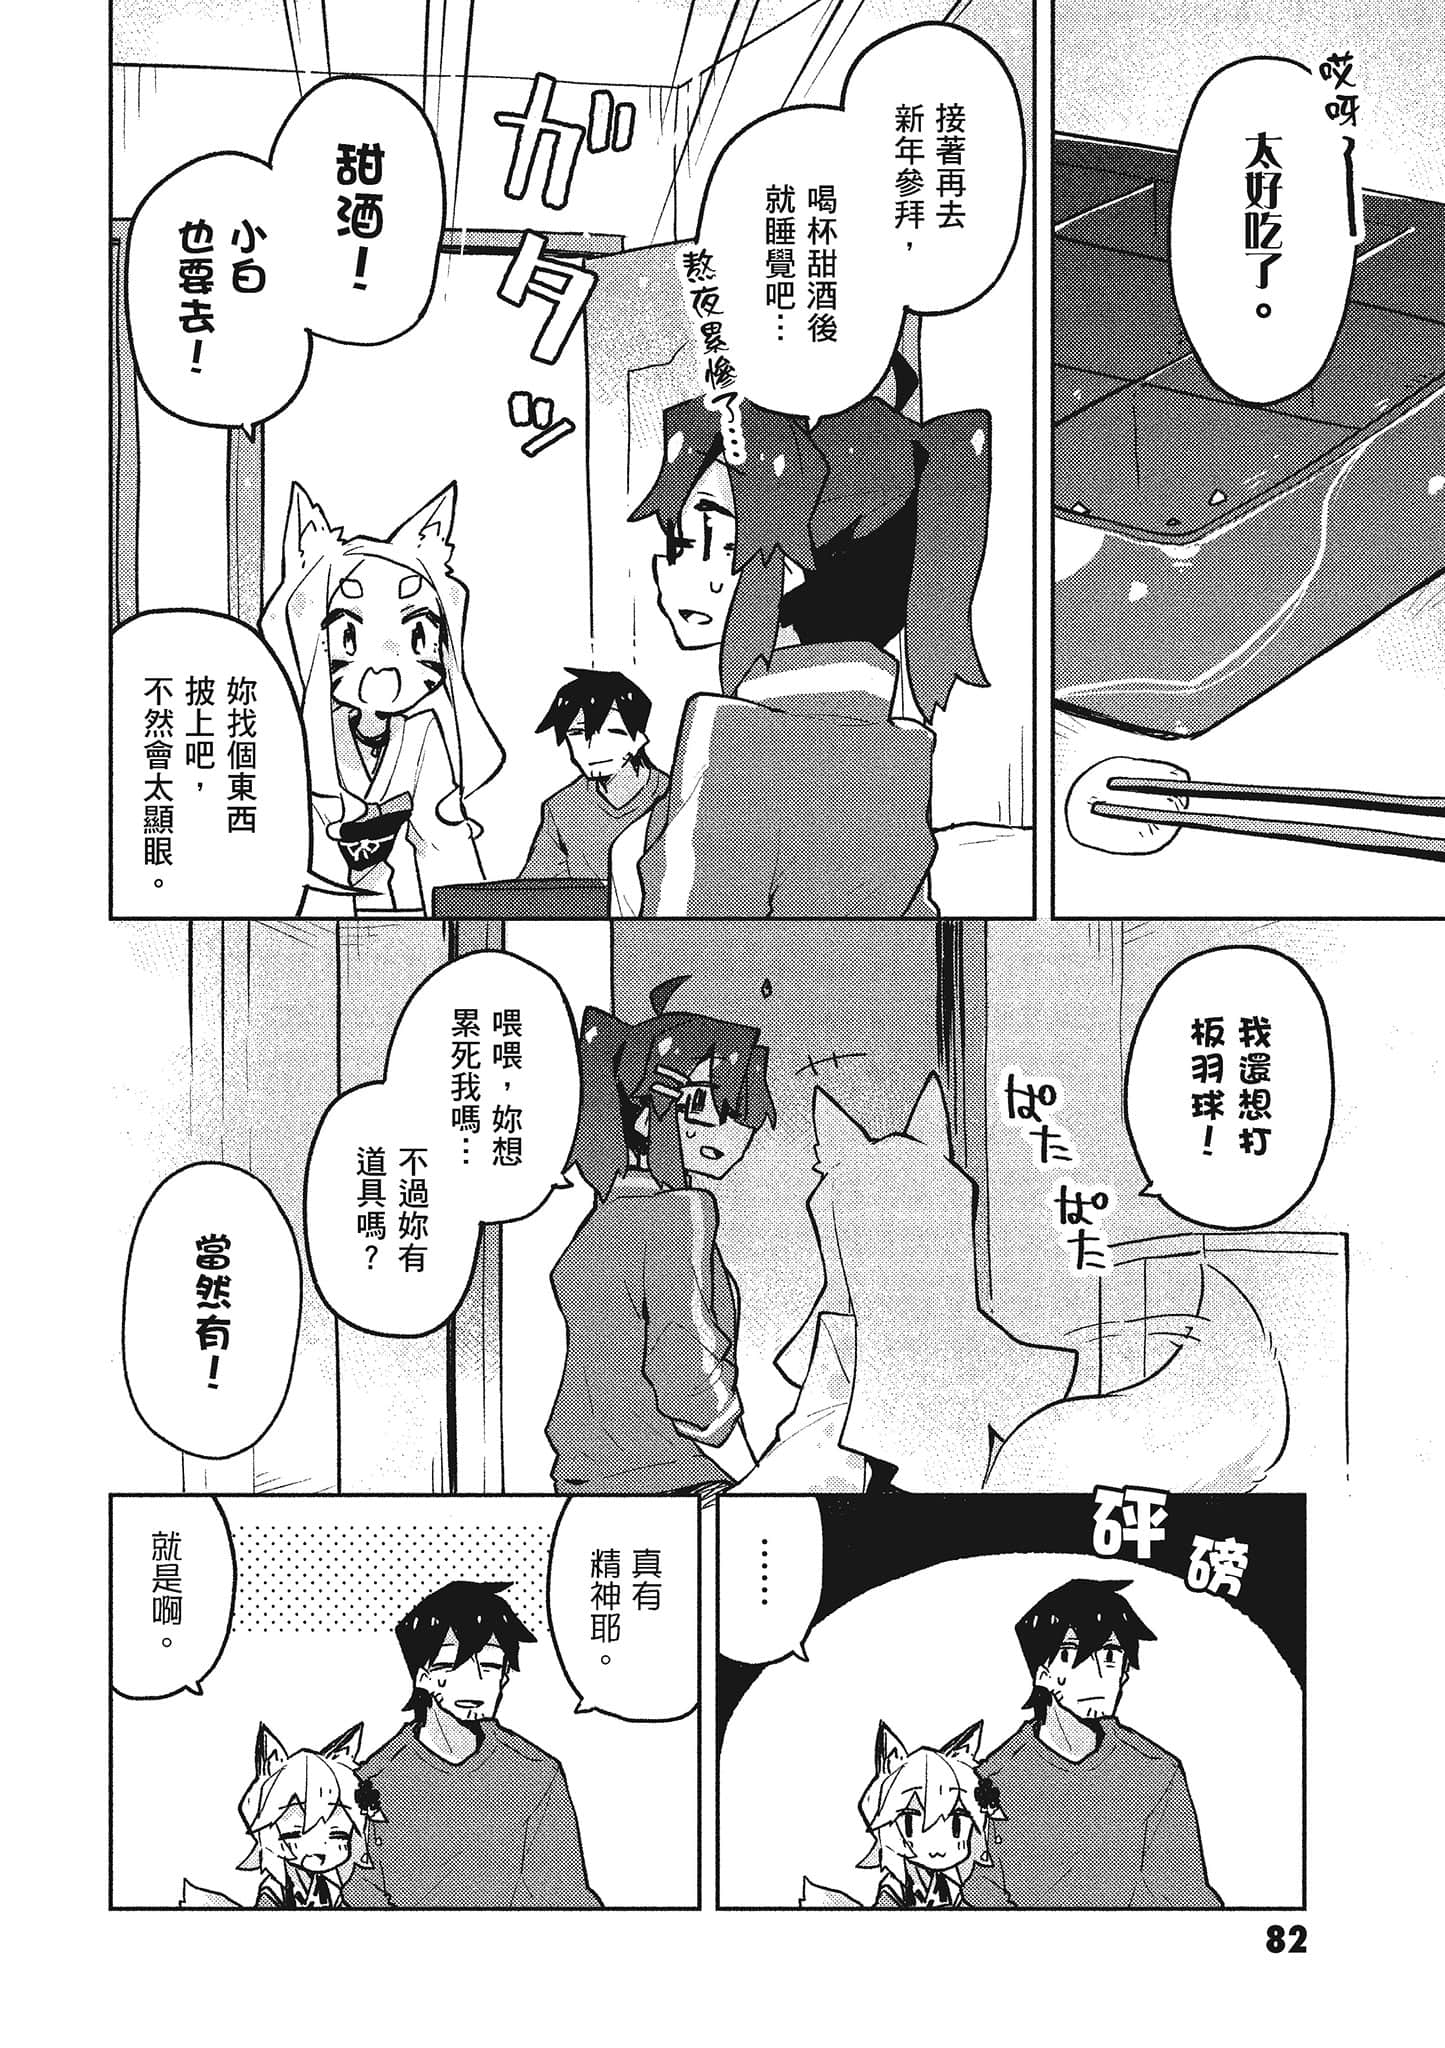 哎呀～
太好吃了。
接著再去
新年參拜，
喝杯甜酒後
就睡覺吧…
熬夜累慘了…
ガタッ
甜酒！
小白
也要去！
妳找個東西
披上吧，
不然會太顯眼。
我還想打
板羽球！
ぱた
ぱた
喂喂，妳想
累死我嗎…
不過妳有
道具嗎？
當然有！
砰
磅
……
真有
精神耶。
就是啊。
82